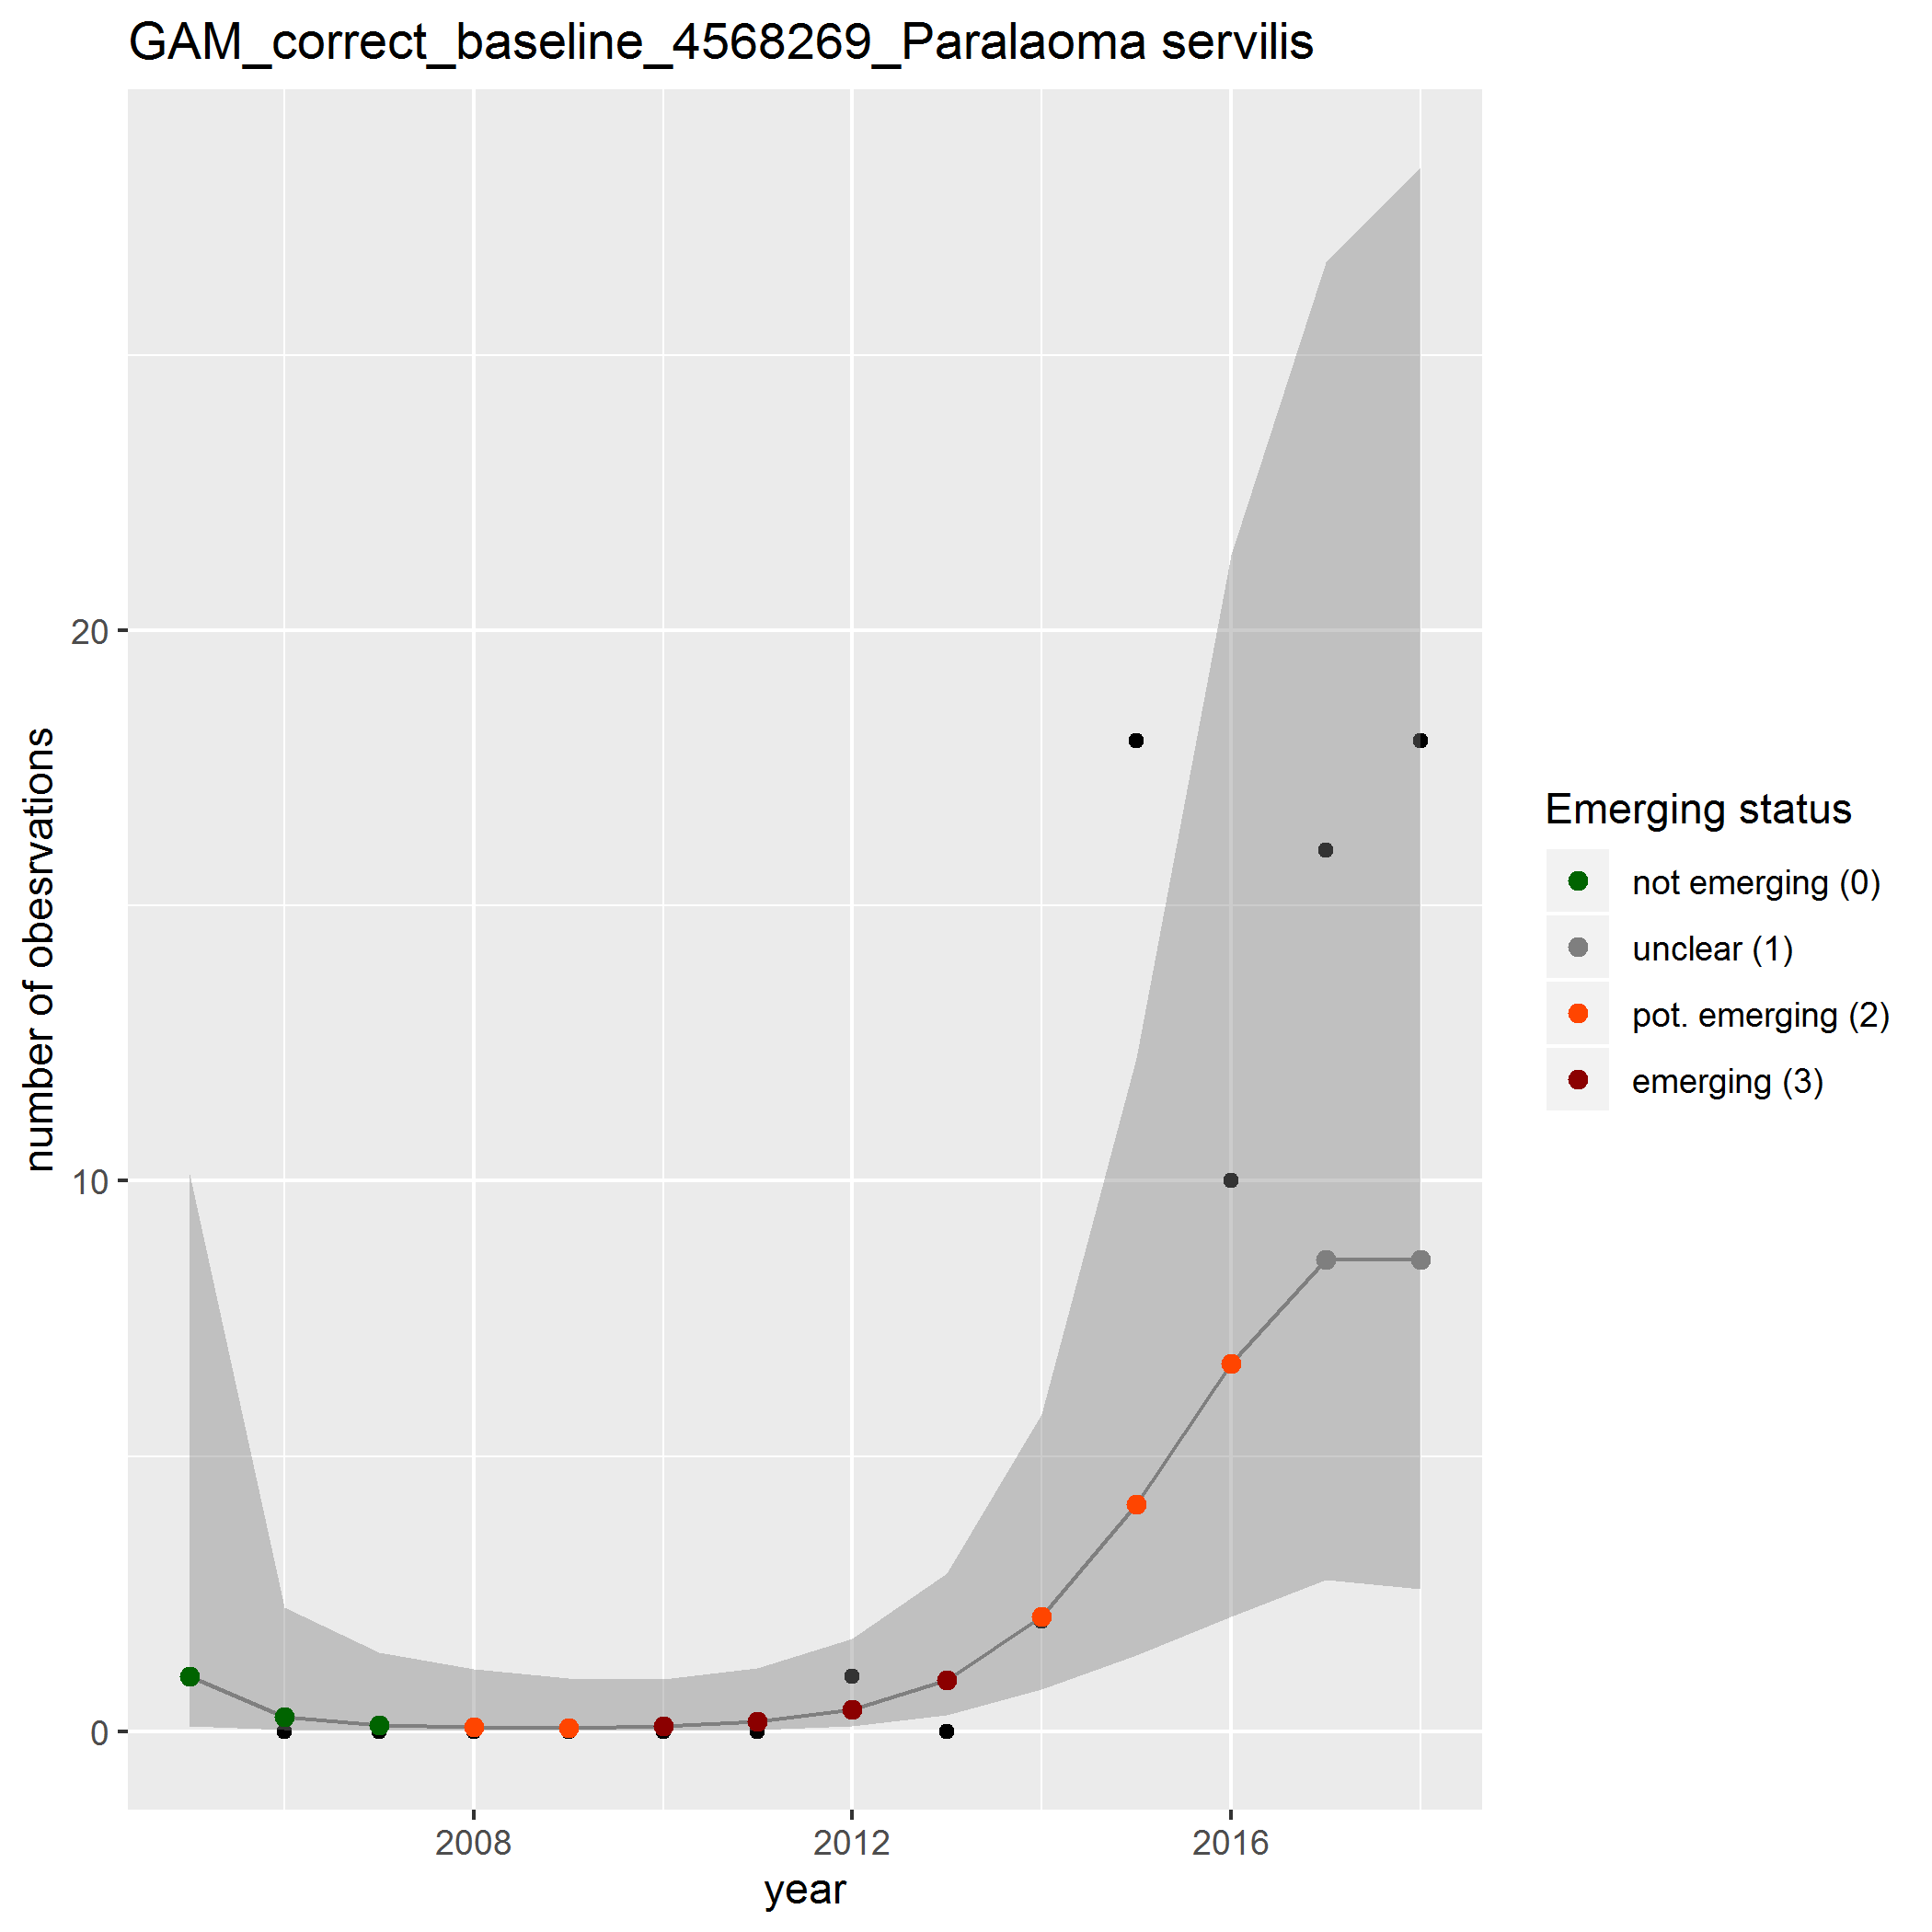 GAM_correct_baseline_4568269_Paralaoma servilis
number of obesrvations
20
10
0
2008
2012
2016
year
Emerging status
not emerging (0)
unclear (1)
pot. emerging (2)
emerging (3)